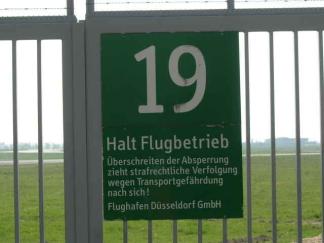 19
Halt Flugbetrieb
Überschreiten der Absperrung
zieht strafrechtliche Verfolgung
wegen Transportgefährdung
nach sich!
Flughafen Düsseldorf GmbH